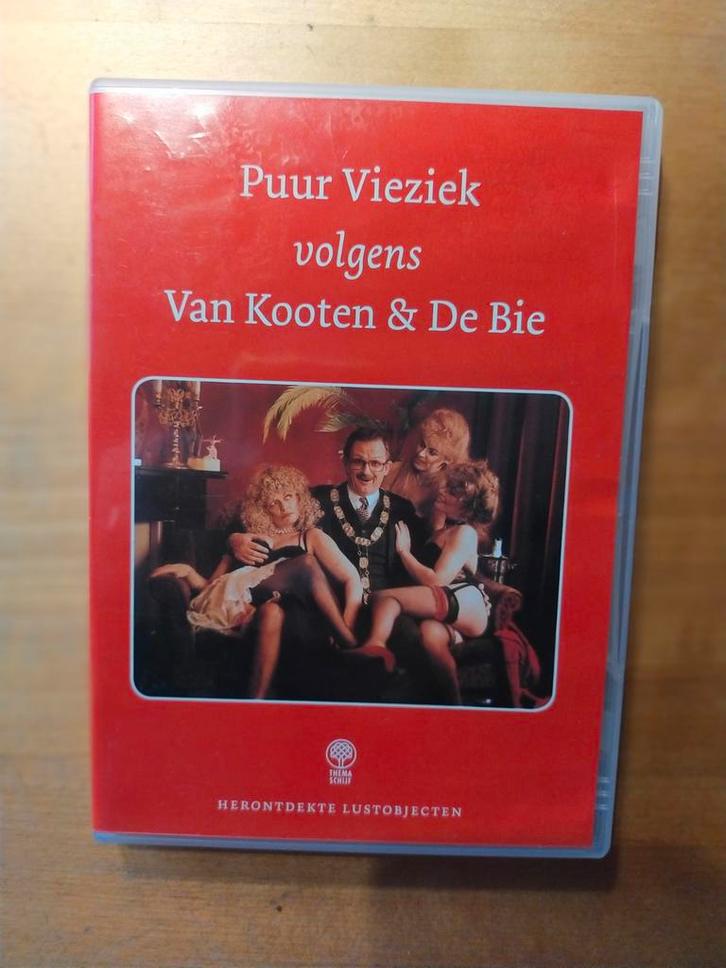 Puur Vieziek
volgens
Van Kooten & De Bie
THEMA
SCHIJF
HERONTDEKTE LUSTOBJECTEN